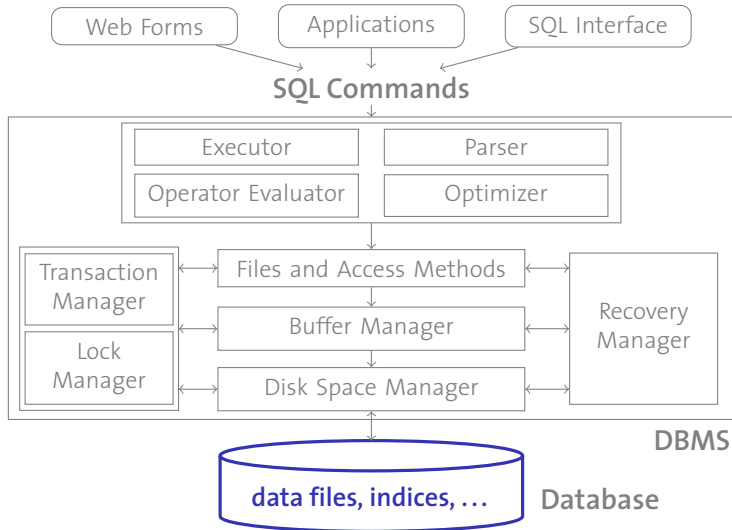 Web Forms
Applications
SQL Interface
SQL Commands
Executor
Parser
Operator Evaluator
Optimizer
Transaction
Manager
Lock
Manager
Files and Access Methods
Buffer Manager
Disk Space Manager
Recovery
Manager
DBMS
data files, indices, …
Database